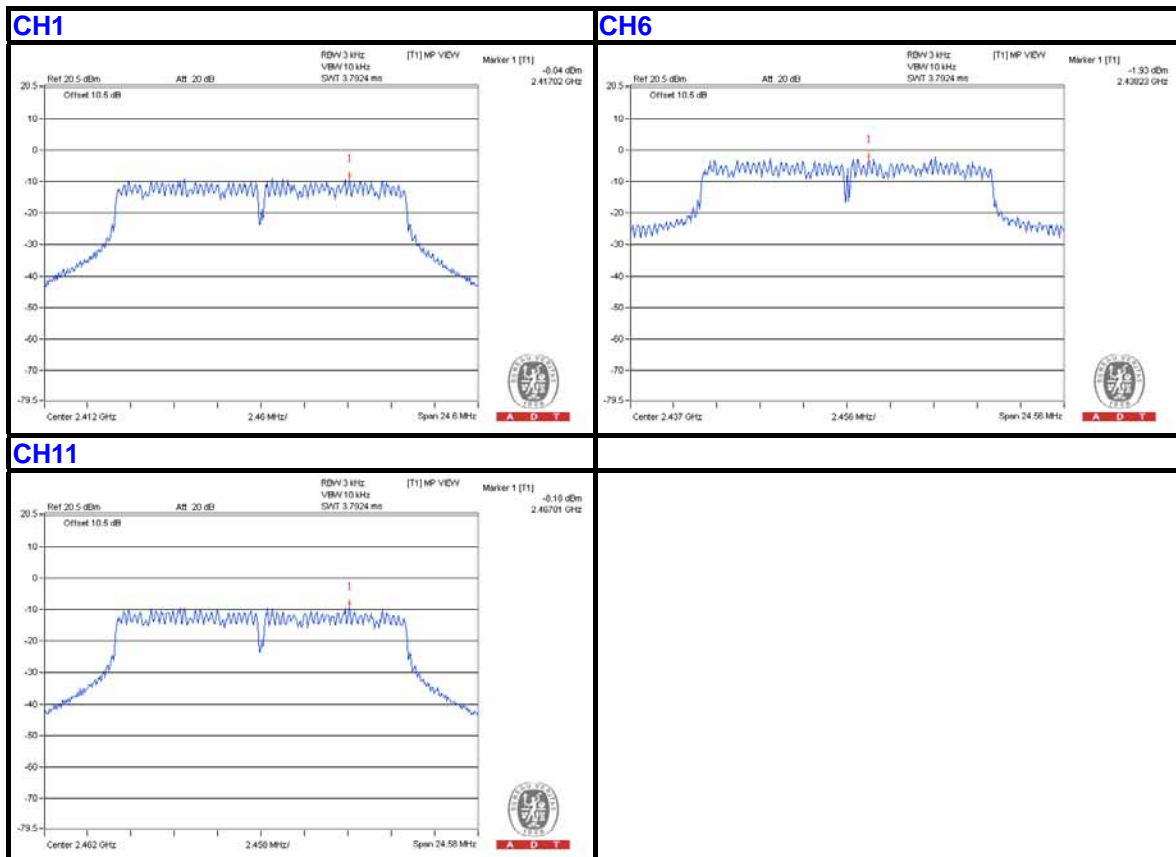 CH1
RBW 3 kHz [T1] MP VIEW Marker 1 [T1]
VBW 10 kHz
Ref 20.5 dBm Att 20 dB SWT 3.7924 ms 2.41702 GHz
20.5
Offset 10.5 dB
10
0
1
-10
-20
-30
-40
-50
-60
-70
-79.5
Center 2.412 GHz 2.46 MHz/ Span 24.6 MHz
BUREAU VERITAS
1828
A D T
CH6
RBW 3 kHz [T1] MP VIEW Marker 1 [T1]
VBW 10 kHz -1.93 dBm
Ref 20.5 dBm Att 20 dB SWT 3.7924 ms 2.43823 GHz
20.5
Offset 10.5 dB
10
0
1
-10
-20
-30
-40
-50
-60
-70
-79.5
Center 2.437 GHz 2.456 MHz/ Span 24.56 MHz
BUREAU VERITAS
1828
A D T
CH11
RBW 3 kHz [T1] MP VIEW Marker 1 [T1]
VBW 10 kHz
Ref 20.5 dBm Att 20 dB SWT 3.7924 ms 2.46701 GHz
20.5
Offset 10.5 dB
10
0
1
-10
-20
-30
-40
-50
-60
-70
-79.5
Center 2.462 GHz 2.458 MHz/ Span 24.58 MHz
BUREAU VERITAS
1828
A D T